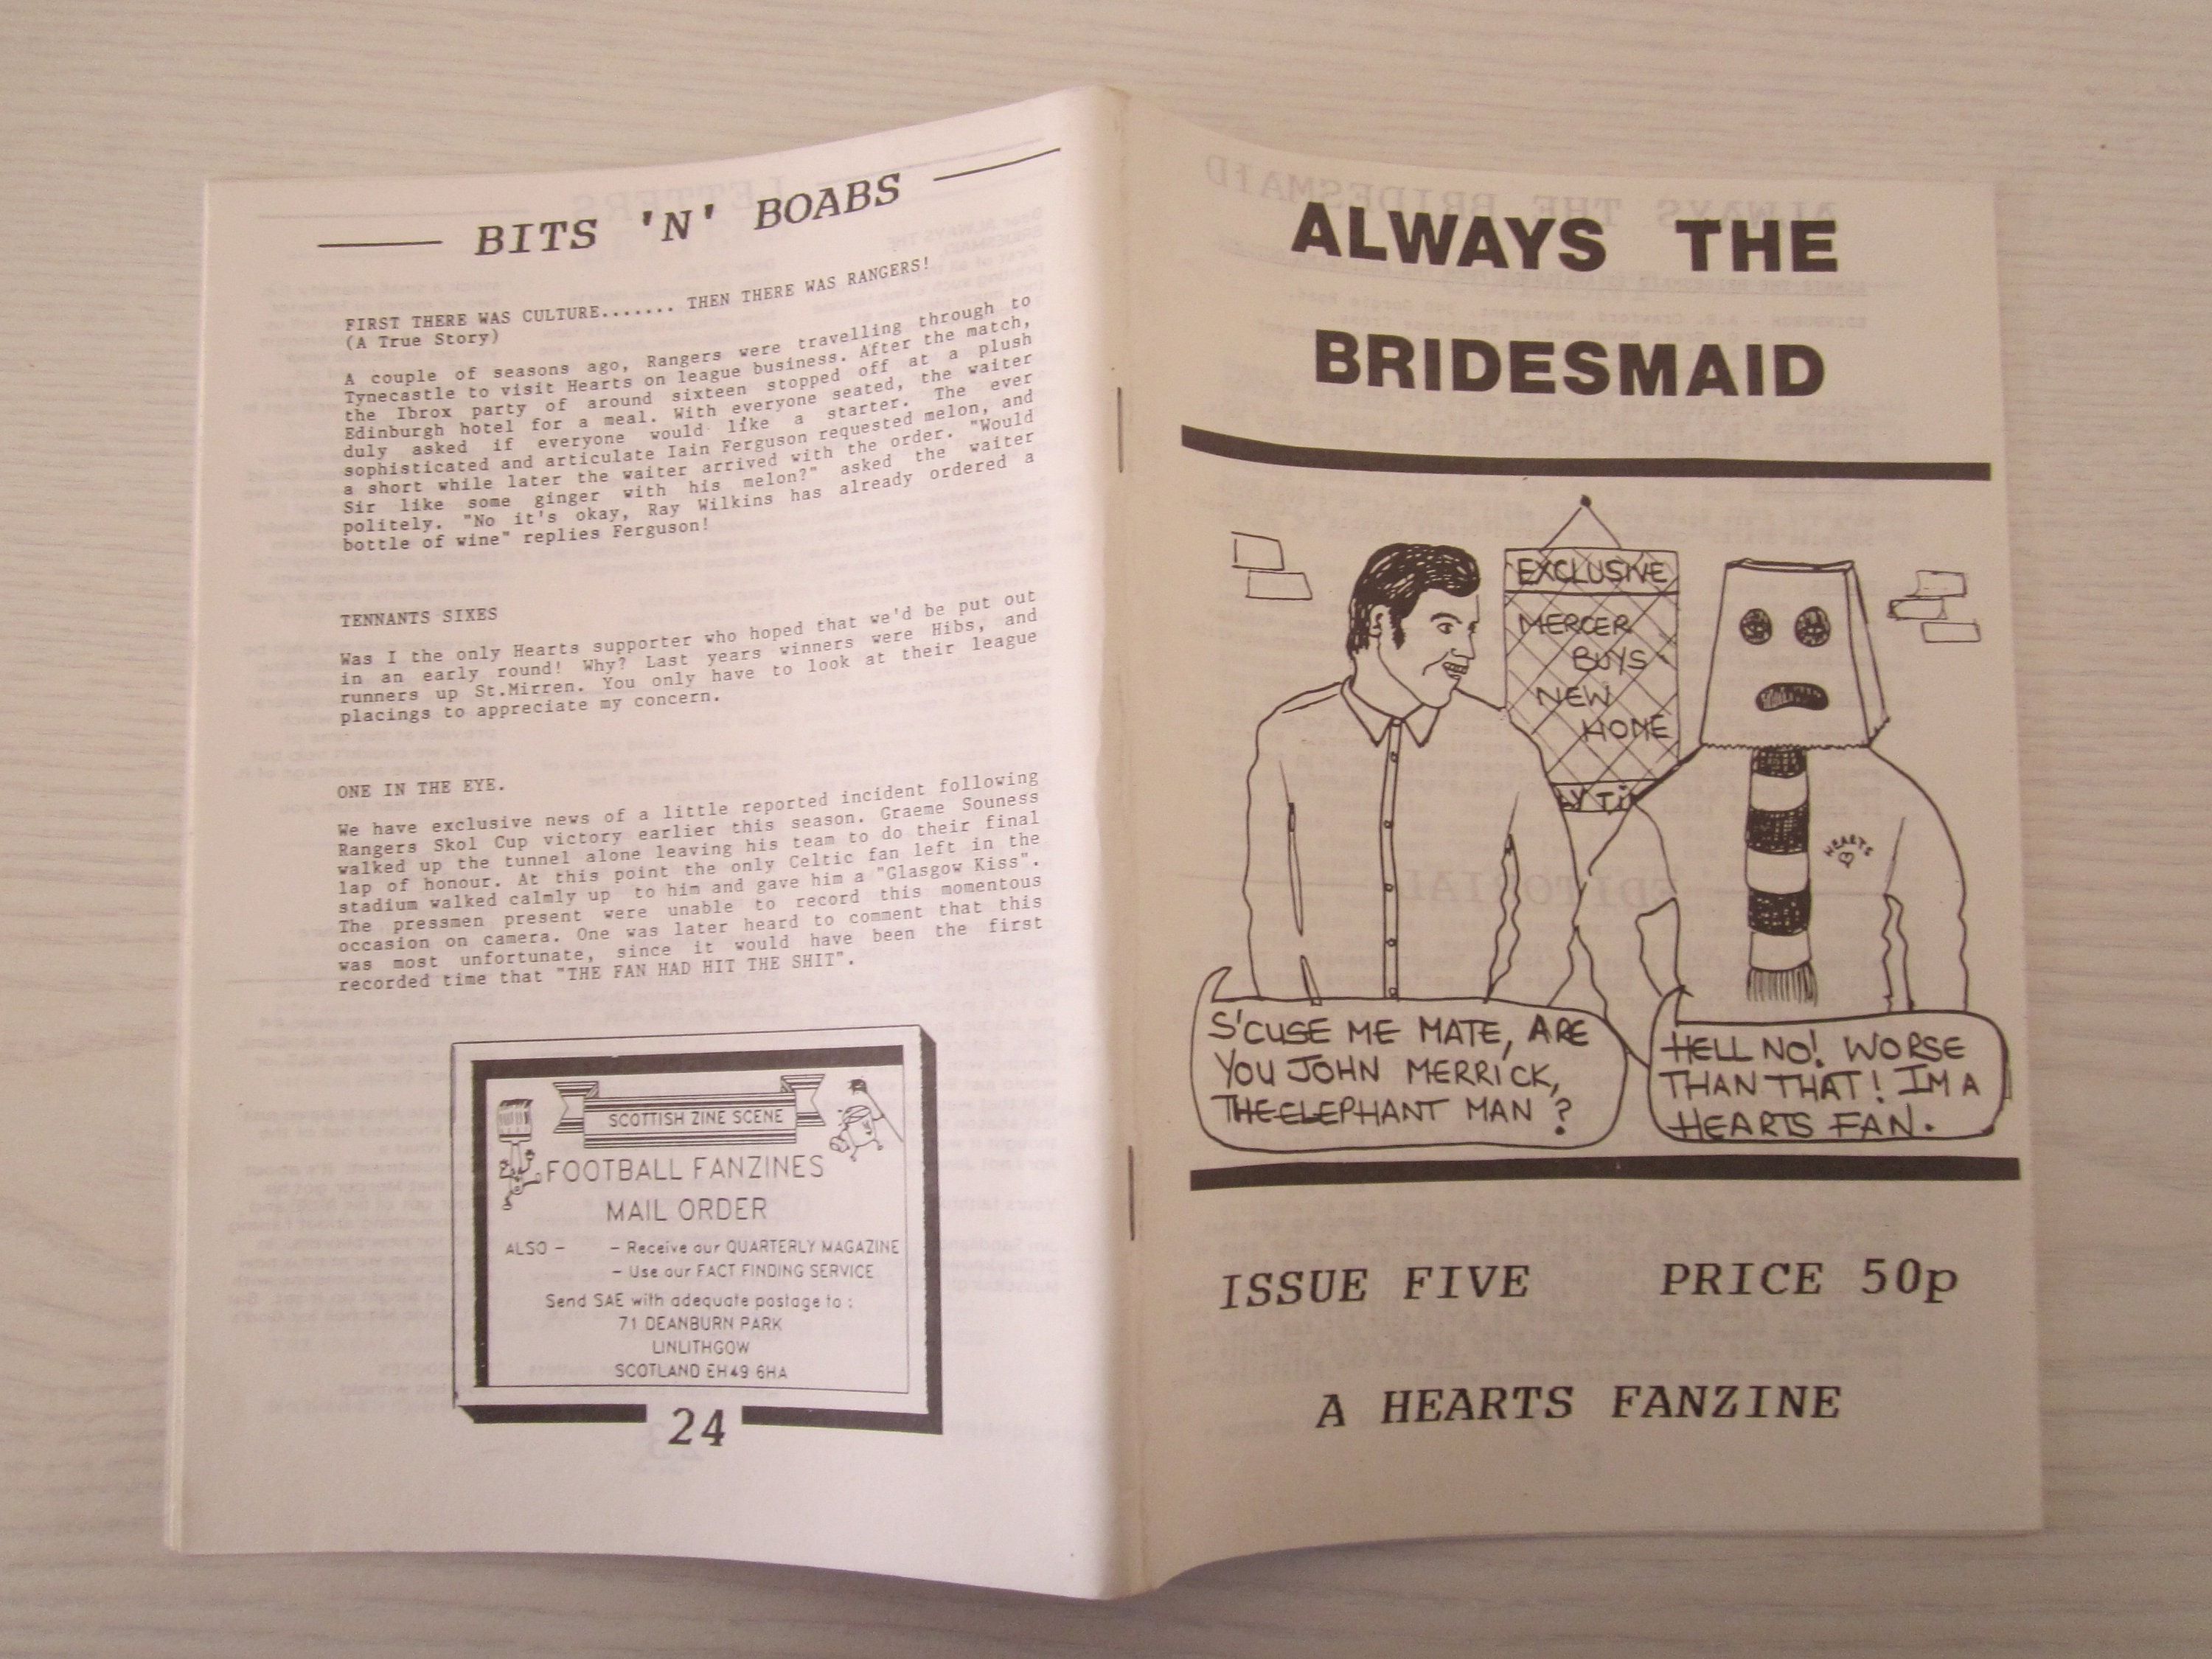 BITS 'N' BOABS
FIRST THERE WAS CULTURE....... THEN THERE WAS RANGERS!
(A True Story)
A couple of seasons ago, Rangers were travelling through to
Tynecastle to visit Hearts on league business. After the match,
the Ibrox party of around sixteen stopped off at a plush
Edinburgh hotel for a meal. With everyone seated, the waiter
duly asked if everyone would like a starter. The ever
sophisticated and articulate Iain Ferguson requested melon, and
a short while later the waiter arrived with the order. "Would
Sir like some ginger with his melon?" asked the waiter
politely. "No it's okay, Ray Wilkins has already ordered a
bottle of wine" replies Ferguson!
TENNANTS SIXES
Was I the only Hearts supporter who hoped that we'd be put out
in an early round! Why? Last years winners were Hibs, and
runners up St.Mirren. You only have to look at their league
placings to appreciate my concern.
ONE IN THE EYE.
We have exclusive news of a little reported incident following
Rangers Skol Cup victory earlier this season. Graeme Souness
walked up the tunnel alone leaving his team to do their final
lap of honour. At this point the only Celtic fan left in the
stadium walked calmly up to him and gave him a "Glasgow Kiss".
The pressmen present were unable to record this momentous
occasion on camera. One was later heard to comment that this
was most unfortunate, since it would have been the first
recorded time that "THE FAN HAD HIT THE SHIT".
SCOTTISH ZINE SCENE
FOOTBALL FANZINES
MAIL ORDER
ALSO - - Receive our QUARTERLY MAGAZINE
- Use our FACT FINDING SERVICE
Send SAE with adequate postage to :
71 DEANBURN PARK
LINLITHGOW
SCOTLAND EH49 6HA
24
ALWAYS THE
BRIDESMAID
EXCLUSIVE
MERCER
BUYS
NEW
HOME
HEARTS
S'CUSE ME MATE, ARE
YOU JOHN MERRICK,
THE ELEPHANT MAN ?
HELL NO! WORSE
THAN THAT! IM A
HEARTS FAN.
ISSUE FIVE PRICE 50p
A HEARTS FANZINE